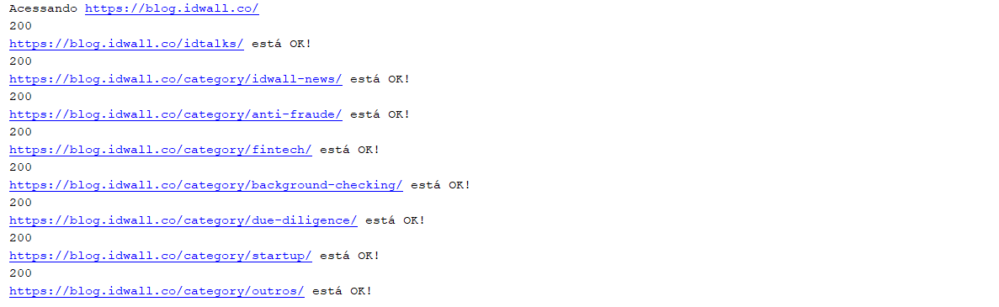 Acessando https://blog.idwall.co/
200
https://blog.idwall.co/idtalks/ está OK!
200
https://blog.idwall.co/category/idwall-news/ está OK!
200
https://blog.idwall.co/category/anti-fraude/ está OK!
200
https://blog.idwall.co/category/fintech/ está OK!
200
https://blog.idwall.co/category/background-checking/ está OK!
200
https://blog.idwall.co/category/due-diligence/ está OK!
200
https://blog.idwall.co/category/startup/ está OK!
200
https://blog.idwall.co/category/outros/ está OK!